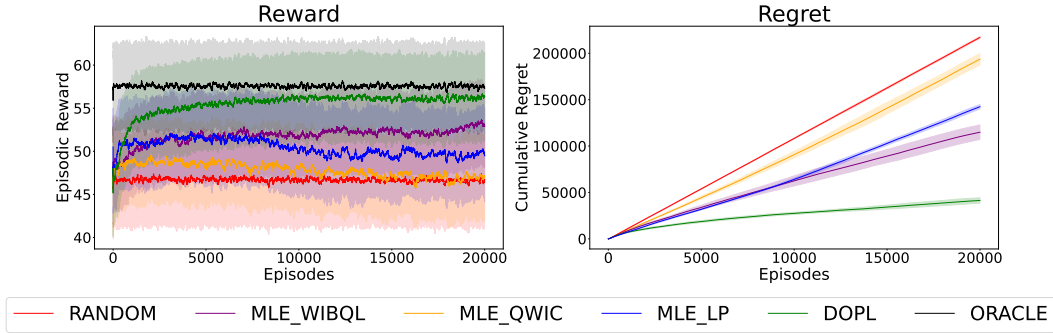 Reward
Episodic Reward
60
55
50
45
40
0
5000
10000
15000
20000
Episodes
Regret
Cumulative Regret
200000
150000
100000
50000
0
0
5000
10000
15000
20000
Episodes
RANDOM MLE_WIBQL MLE_QWIC MLE_LP DOPL ORACLE